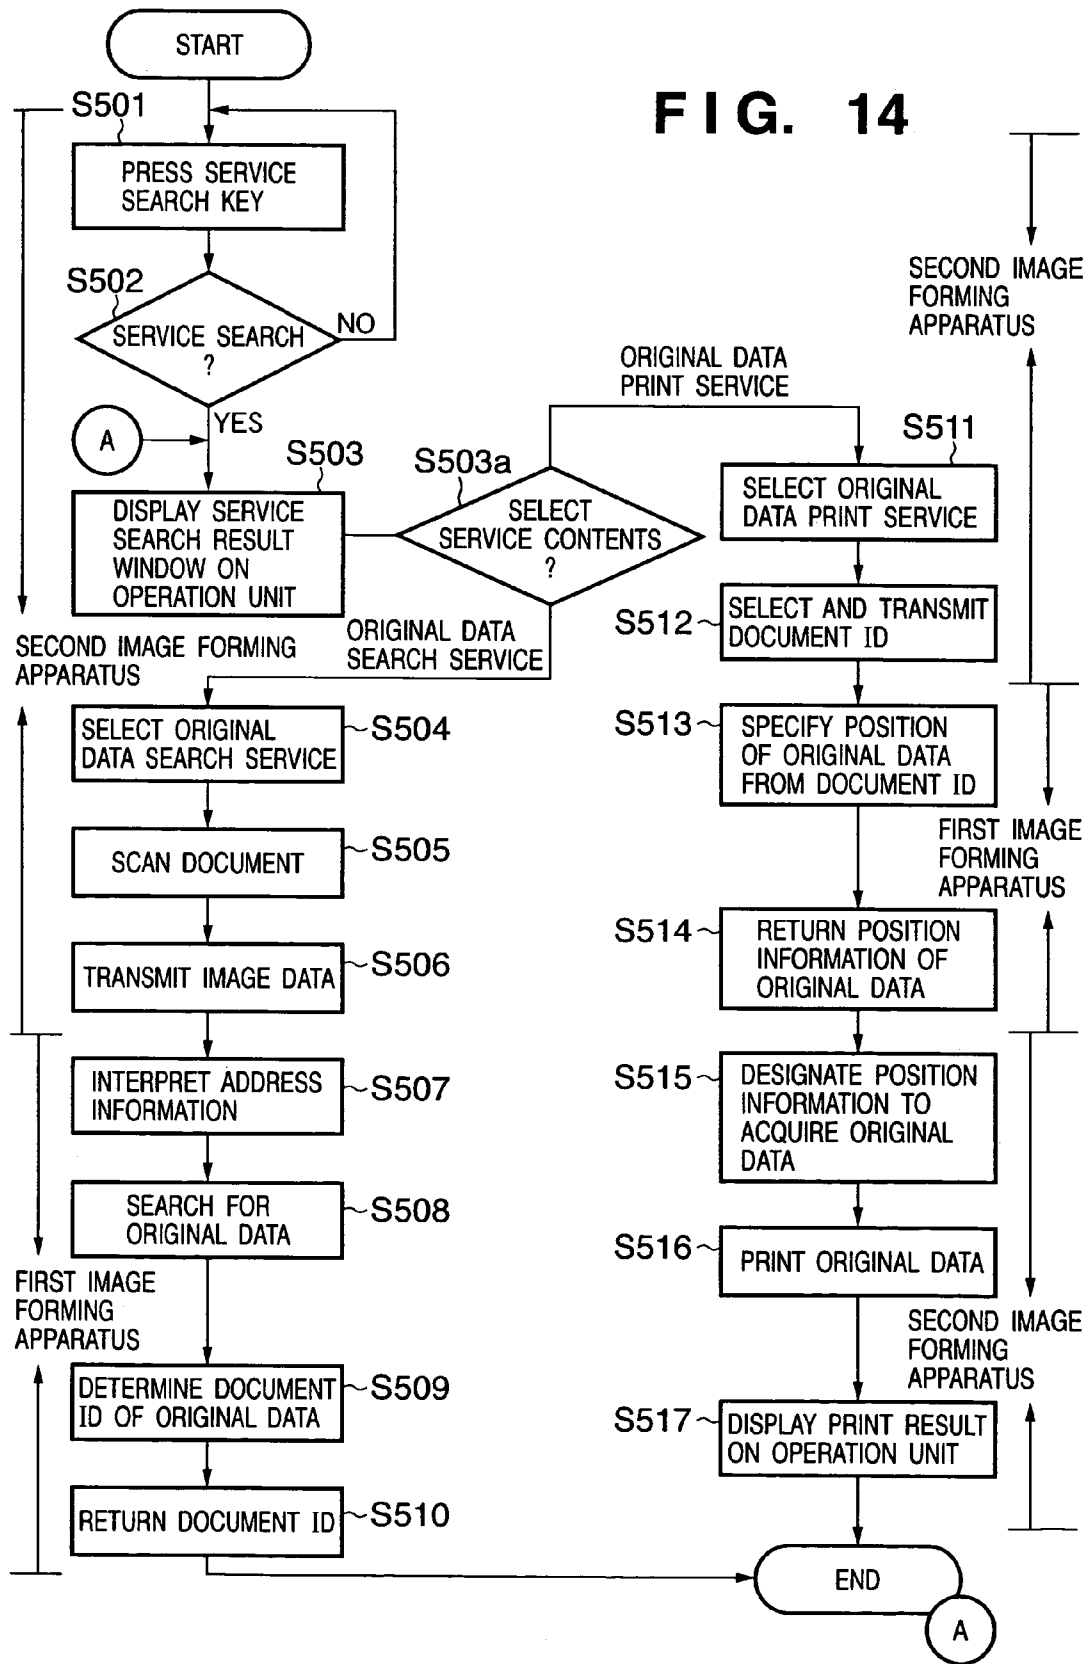 START
FIG. 14
S501
PRESS SERVICE
SEARCH KEY
S502
SERVICE SEARCH
?
NO
YES
A
S503
DISPLAY SERVICE
SEARCH RESULT
WINDOW ON
OPERATION UNIT
S503a
SELECT
SERVICE CONTENTS
?
ORIGINAL DATA
PRINT SERVICE
ORIGINAL DATA
SEARCH SERVICE
SECOND IMAGE FORMING
APPARATUS
SELECT ORIGINAL
DATA SEARCH SERVICE
S504
SCAN DOCUMENT
S505
TRANSMIT IMAGE DATA
S506
INTERPRET ADDRESS
INFORMATION
S507
SEARCH FOR
ORIGINAL DATA
S508
FIRST IMAGE
FORMING
APPARATUS
DETERMINE DOCUMENT
ID OF ORIGINAL DATA
S509
RETURN DOCUMENT ID
S510
SECOND IMAGE
FORMING
APPARATUS
S511
SELECT ORIGINAL
DATA PRINT SERVICE
S512
SELECT AND TRANSMIT
DOCUMENT ID
S513
SPECIFY POSITION
OF ORIGINAL DATA
FROM DOCUMENT ID
FIRST IMAGE
FORMING
APPARATUS
S514
RETURN POSITION
INFORMATION OF
ORIGINAL DATA
S515
DESIGNATE POSITION
INFORMATION TO
ACQUIRE ORIGINAL
DATA
S516
PRINT ORIGINAL DATA
SECOND IMAGE
FORMING
APPARATUS
S517
DISPLAY PRINT RESULT
ON OPERATION UNIT
END
A